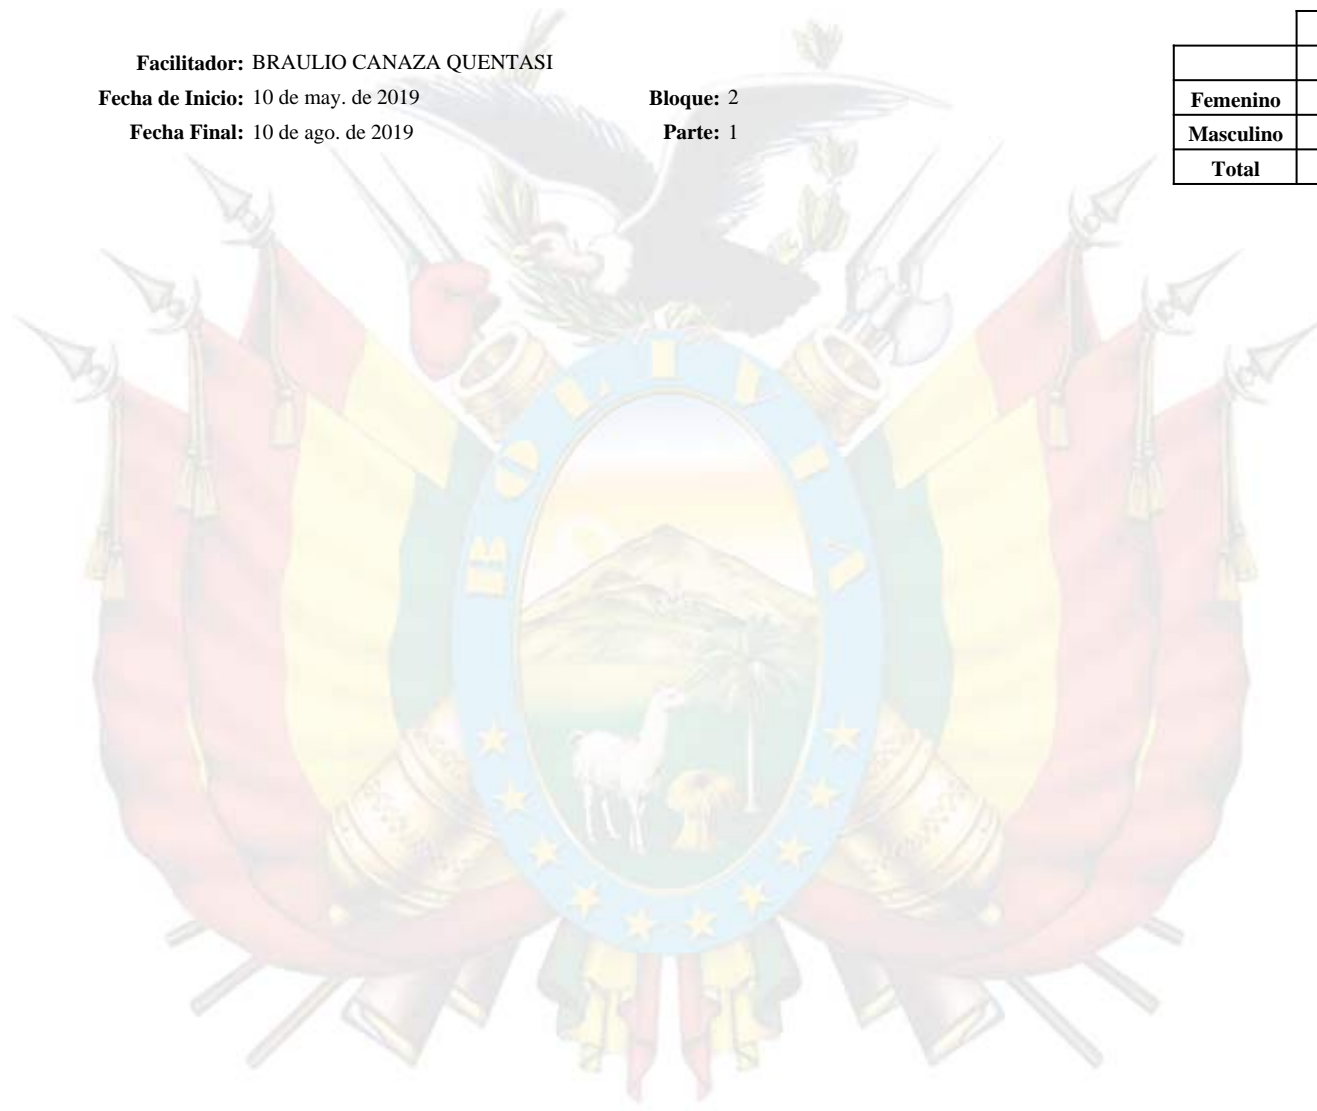 Facilitador: BRAULIO CANAZA QUENTASI
Fecha de Inicio: 10 de may. de 2019 Bloque: 2
Fecha Final: 10 de ago. de 2019 Parte: 1
Femenino
Masculino
Total
BOLIVIA